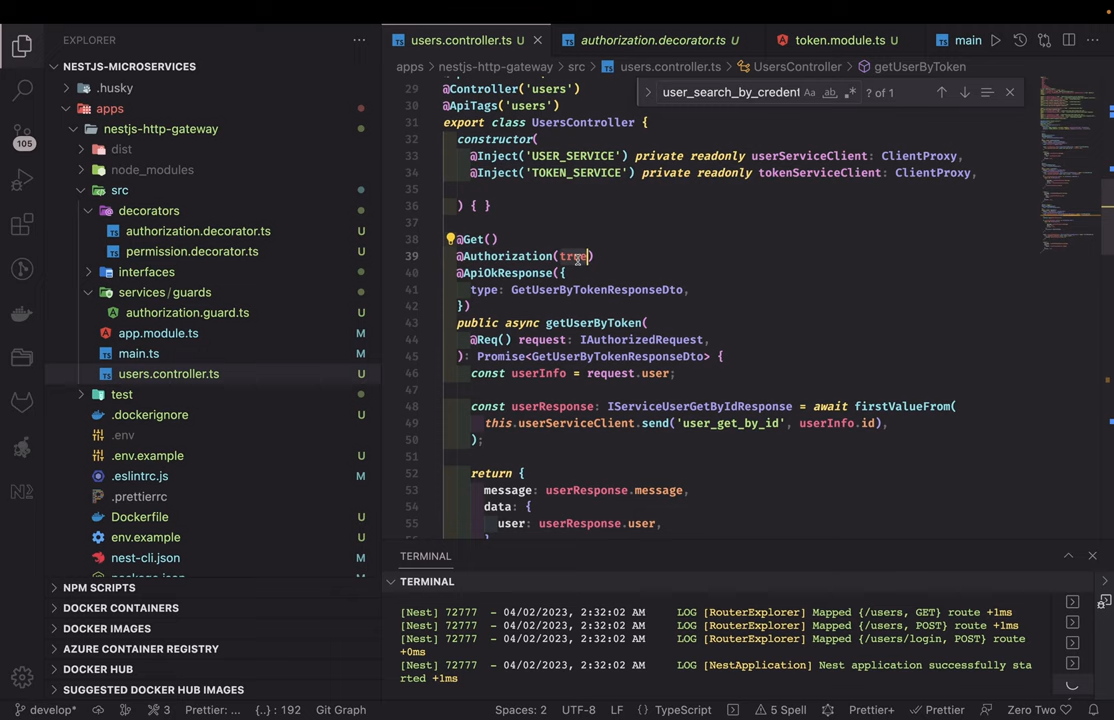 EXPLORER
NESTJS-MICROSERVICES
.husky
apps
nestjs-http-gateway
dist
node_modules
src
decorators
authorization.decorator.ts U
permission.decorator.ts U
interfaces
services/guards
authorization.guard.ts U
app.module.ts M
main.ts M
users.controller.ts U
test
.dockerignore U
.env
.env.example U
.eslintrc.js M
.prettierrc
Dockerfile U
env.example U
nest-cli.json M
NPM SCRIPTS
DOCKER CONTAINERS
DOCKER IMAGES
AZURE CONTAINER REGISTRY
DOCKER HUB
SUGGESTED DOCKER HUB IMAGES
105
users.controller.ts U
authorization.decorator.ts U
token.module.ts M
main
apps > nestjs-http-gateway > src > users.controller.ts > UsersController > getUserByToken
user_search_by_credent Aa ab .* ? of 1
29 @Controller('users')
30 @ApiTags('users')
31 export class UsersController {
32 constructor(
33 @Inject('USER_SERVICE') private readonly userServiceClient: ClientProxy,
34 @Inject('TOKEN_SERVICE') private readonly tokenServiceClient: ClientProxy,
35
36 ) { }
37
38 @Get()
39 @Authorization(true)
40 @ApiOkResponse({
41 type: GetUserByTokenResponseDto,
42 })
43 public async getUserByToken(
44 @Req() request: IAuthorizedRequest,
45 ): Promise<GetUserByTokenResponseDto> {
46 const userInfo = request.user;
47
48 const userResponse: IServiceUserGetByIdResponse = await firstValueFrom(
49 this.userServiceClient.send('user_get_by_id', userInfo.id),
50 );
51
52 return {
53 message: userResponse.message,
54 data: {
55 user: userResponse.user,
TERMINAL
TERMINAL
[Nest] 72777 - 04/02/2023, 2:32:02 AM LOG [RouterExplorer] Mapped {/users, GET} route +1ms
[Nest] 72777 - 04/02/2023, 2:32:02 AM LOG [RouterExplorer] Mapped {/users, POST} route +1ms
[Nest] 72777 - 04/02/2023, 2:32:02 AM LOG [RouterExplorer] Mapped {/users/login, POST} route
+0ms
[Nest] 72777 - 04/02/2023, 2:32:02 AM LOG [NestApplication] Nest application successfully sta
rted +1ms
develop* 3 Prettier: ... {..} : 192 Git Graph Spaces: 2 UTF-8 LF TypeScript 5 Spell Prettier+ Prettier Zero Two